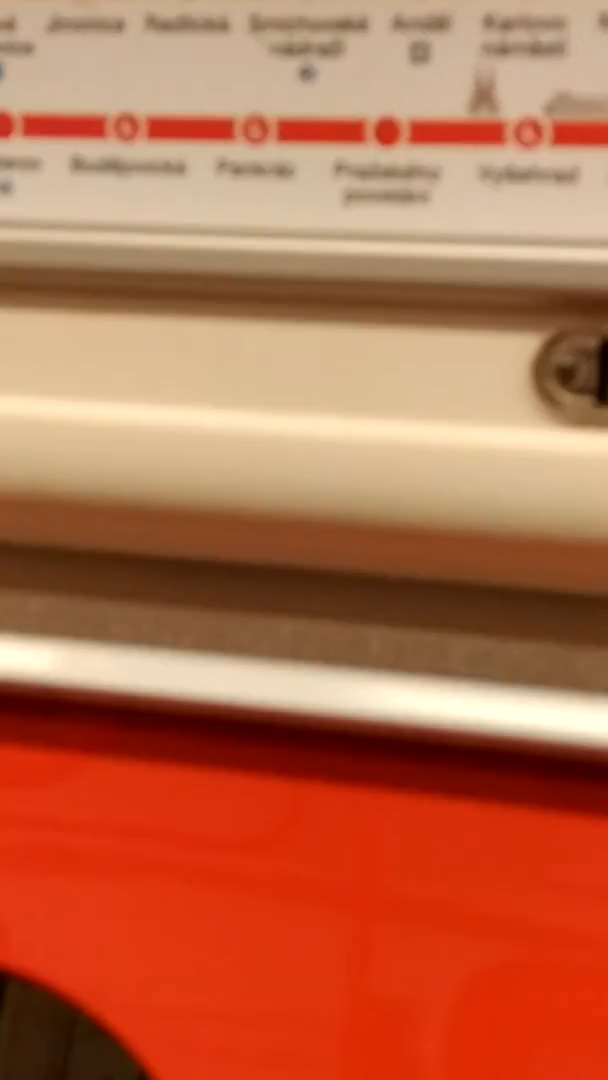 Jinonice Radlická Smíchovské Anděl Karlovo
nádraží náměstí
Budějovická Pankrác Pražského Vyšehrad
povstání